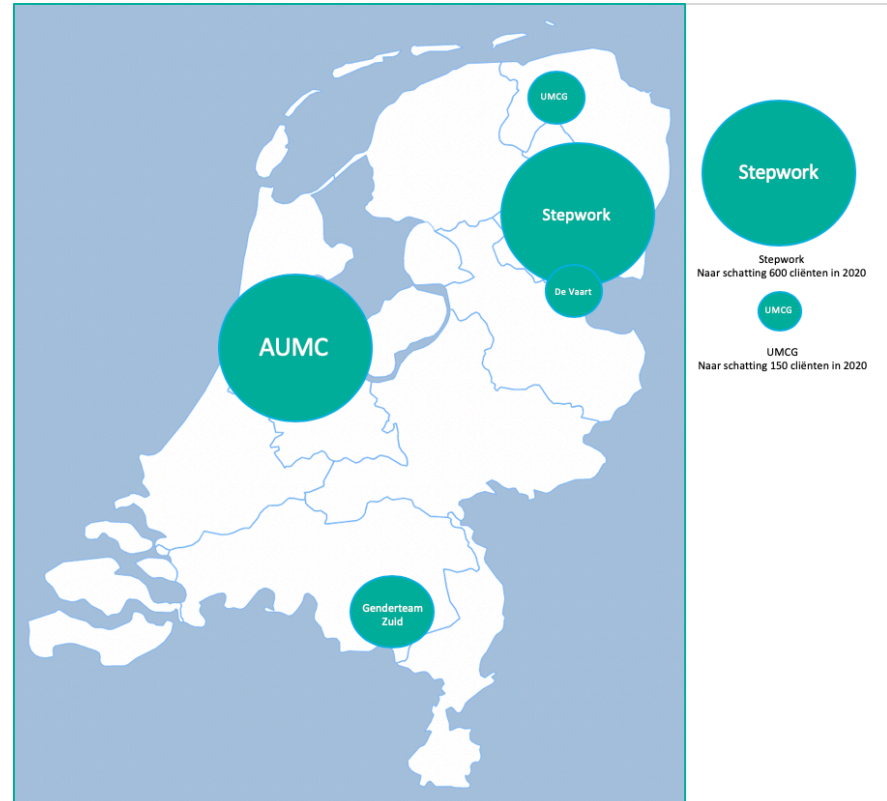 UMCG
Stepwork
De Vaart
AUMC
Genderteam
Zuid
Stepwork
Stepwork
Naar schatting 600 cliënten in 2020
UMCG
UMCG
Naar schatting 150 cliënten in 2020